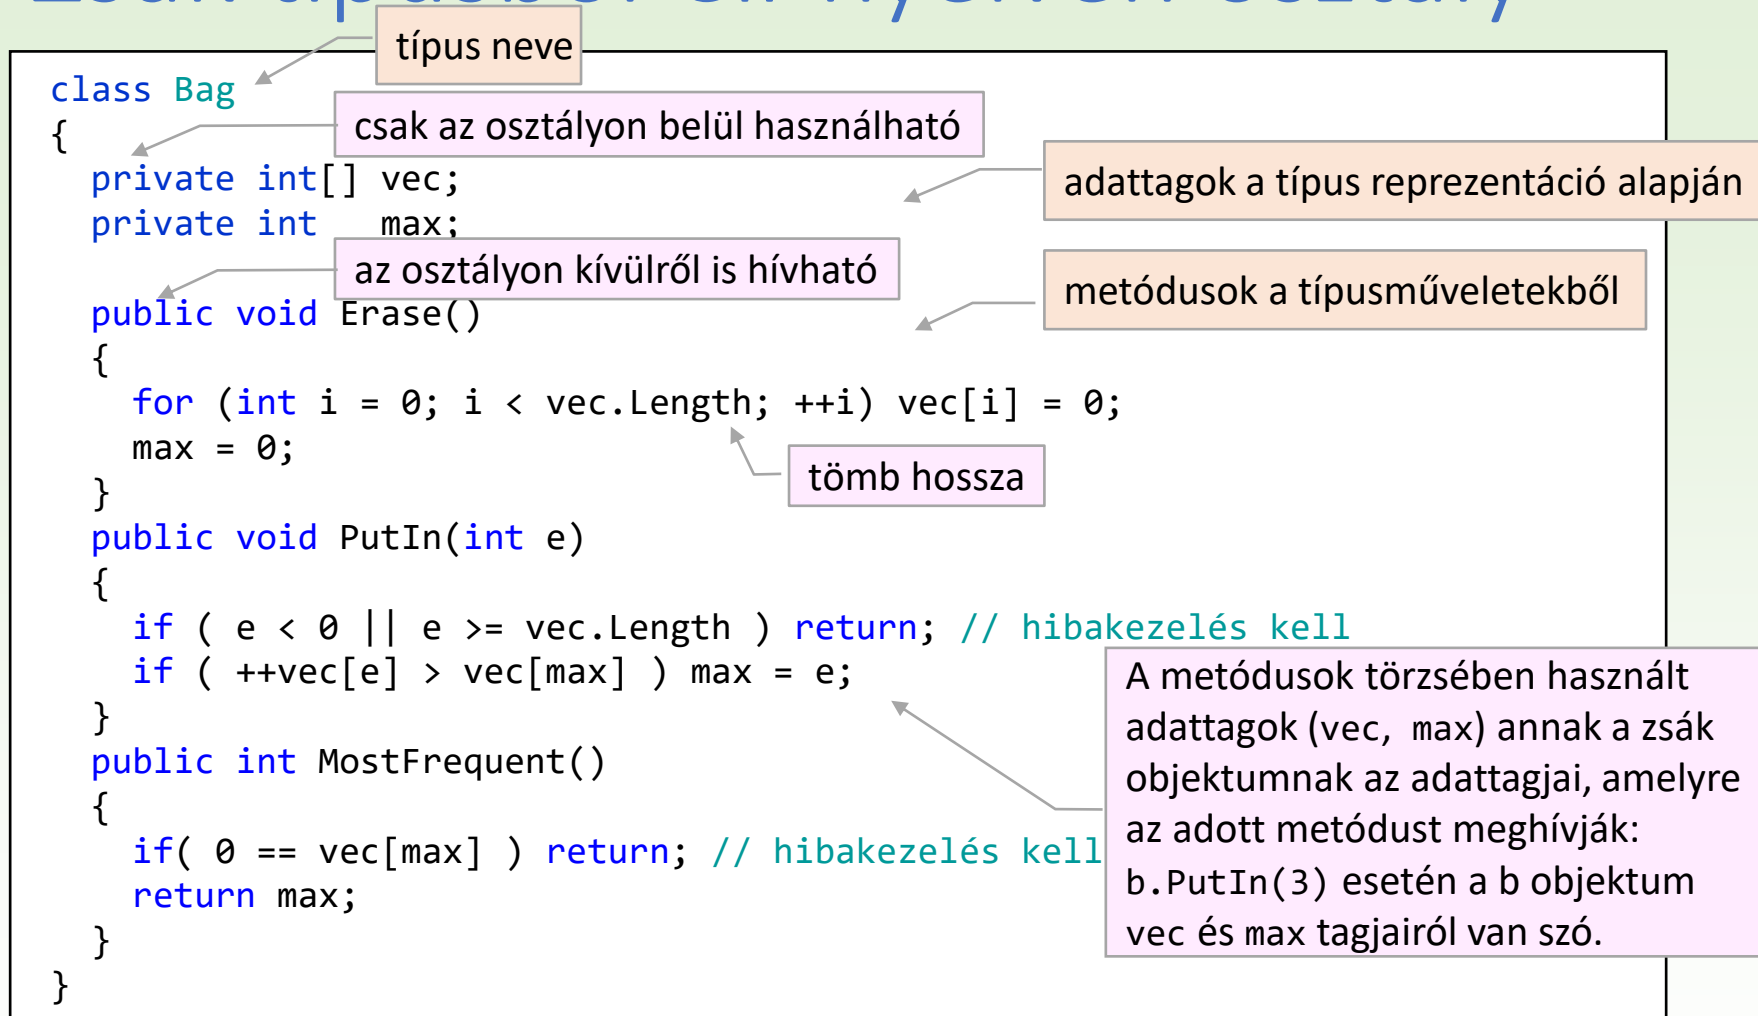 típus neve
class Bag
{
csak az osztályon belül használható
private int[] vec;
adattagok a típus reprezentáció alapján
private int max;
az osztályon kívülről is hívható
metódusok a típusműveletekből
public void Erase()
{
for (int i = 0; i < vec.Length; ++i) vec[i] = 0;
max = 0;
tömb hossza
}
public void PutIn(int e)
{
if ( e < 0 || e >= vec.Length ) return; // hibakezelés kell
if ( ++vec[e] > vec[max] ) max = e;
}
public int MostFrequent()
{
if( 0 == vec[max] ) return; // hibakezelés kell
return max;
}
}
A metódusok törzsében használt
adattagok (vec, max) annak a zsák
objektumnak az adattagjai, amelyre
az adott metódust meghívják:
b.PutIn(3) esetén a b objektum
vec és max tagjairól van szó.